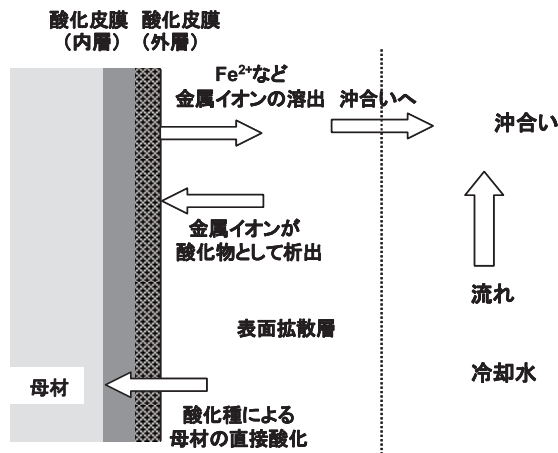 酸化皮膜 酸化皮膜
（内層） （外層）
Fe²⁺など
金属イオンの溶出 沖合いへ
沖合い
金属イオンが
酸化物として析出
流れ
表面拡散層
冷却水
母材
酸化種による
母材の直接酸化